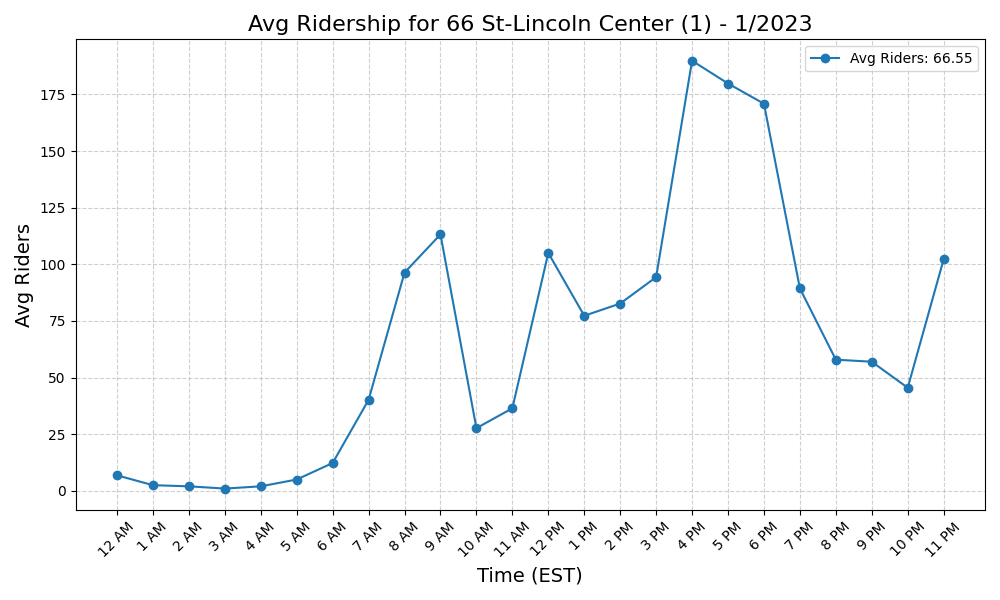 Avg Ridership for 66 St-Lincoln Center (1) - 1/2023
Avg Riders: 66.55
Avg Riders
175
150
125
100
75
50
25
0
12 AM
1 AM
2 AM
3 AM
4 AM
5 AM
6 AM
7 AM
8 AM
9 AM
10 AM
11 AM
12 PM
1 PM
2 PM
3 PM
4 PM
5 PM
6 PM
7 PM
8 PM
9 PM
10 PM
11 PM
Time (EST)